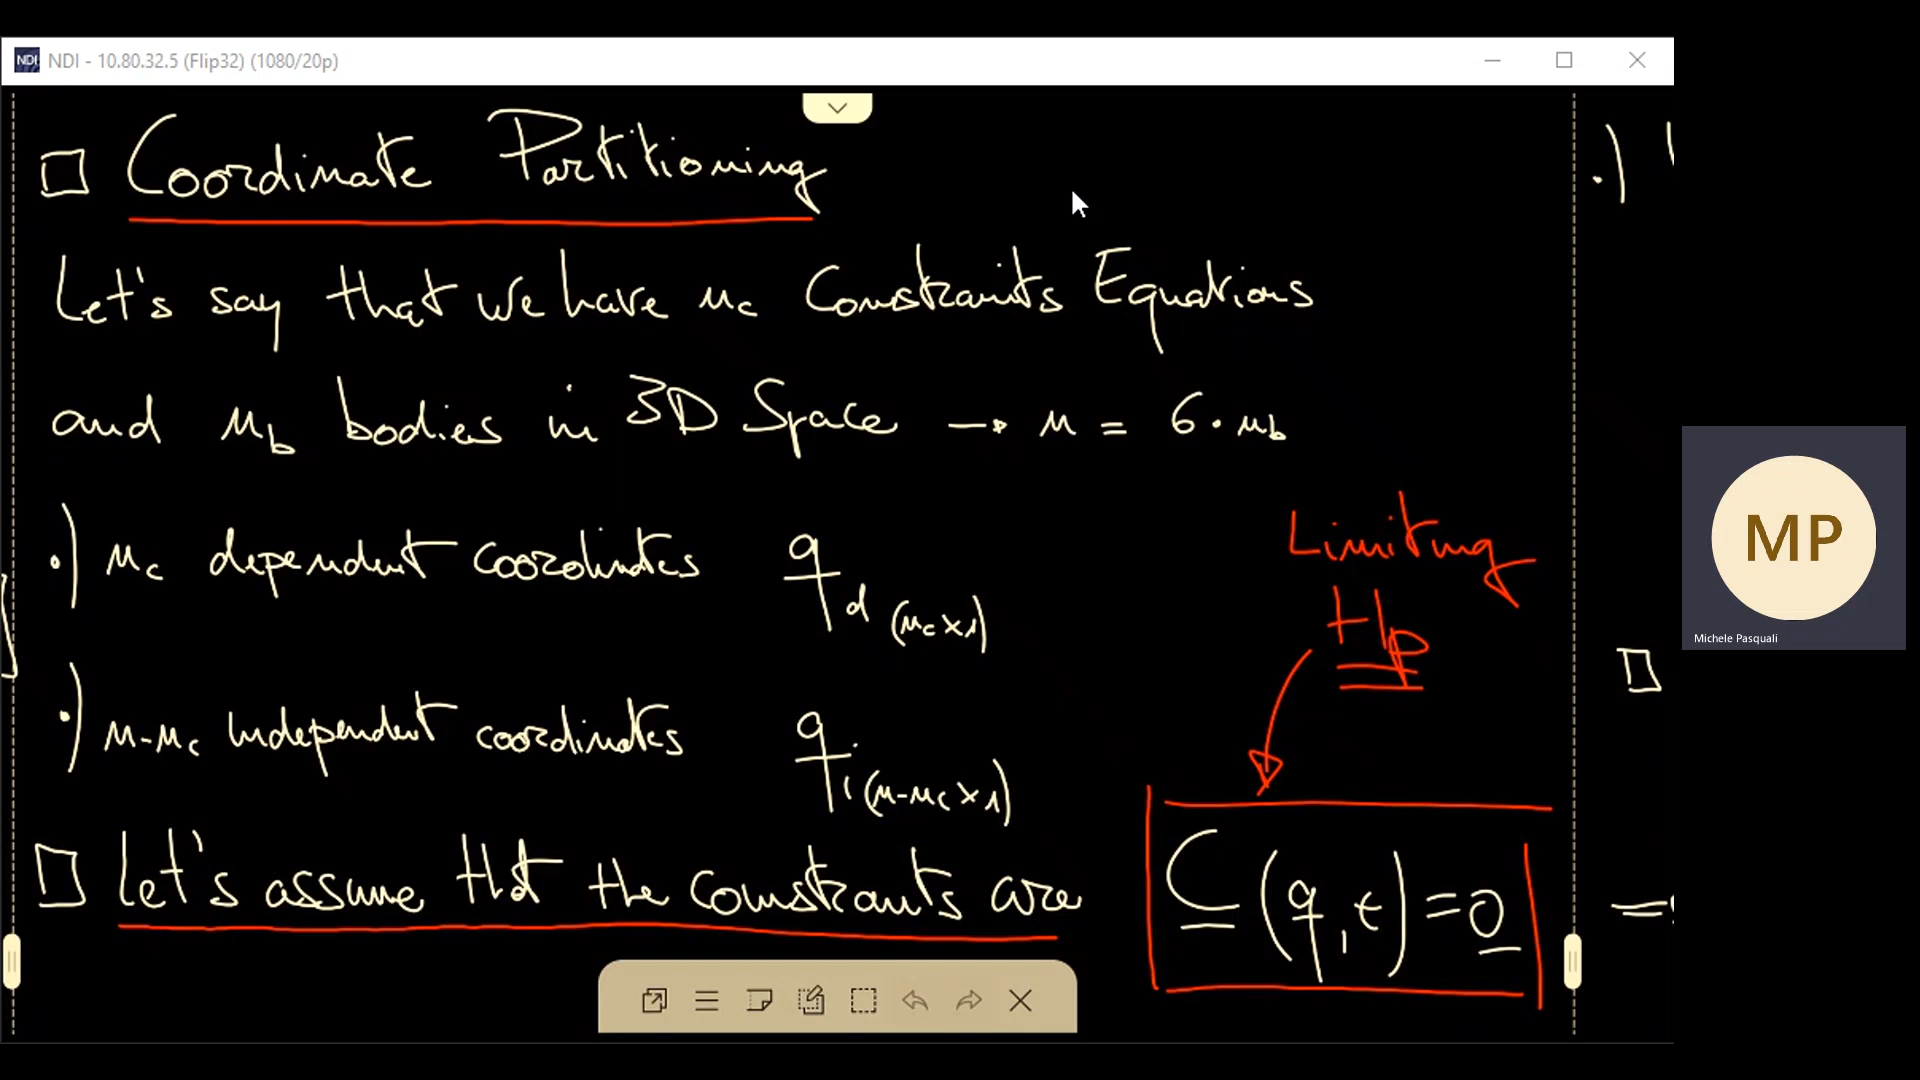 NDI - 10.80.32.5 (Flip32) (1080/20p)
□ Coordinate Partitioning
Let's say that we have nc Constraints Equations
and nb bodies in 3D Space → n = 6·nb
·) nc dependent coordinates q d (nc×1)
·) n-nc independent coordinates q i (n-nc×1)
Limiting
Hp
□ Let's assume that the constraints are C (q,t) = 0
MP
Michele Pasquali